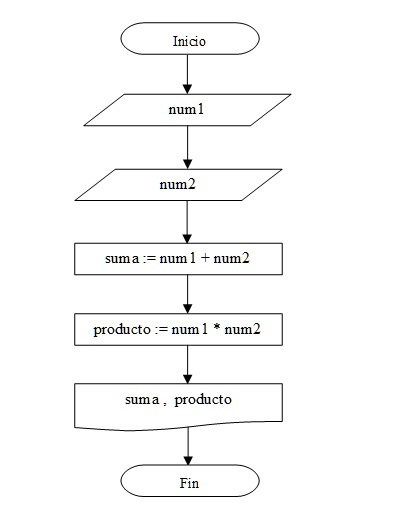 Inicio
num1
num2
suma := num1 + num2
producto := num1 * num2
suma , producto
Fin